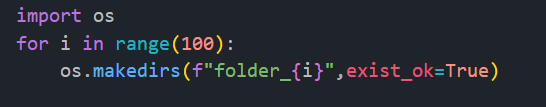 import os
for i in range(100):
    os.makedirs(f"folder_{i}",exist_ok=True)